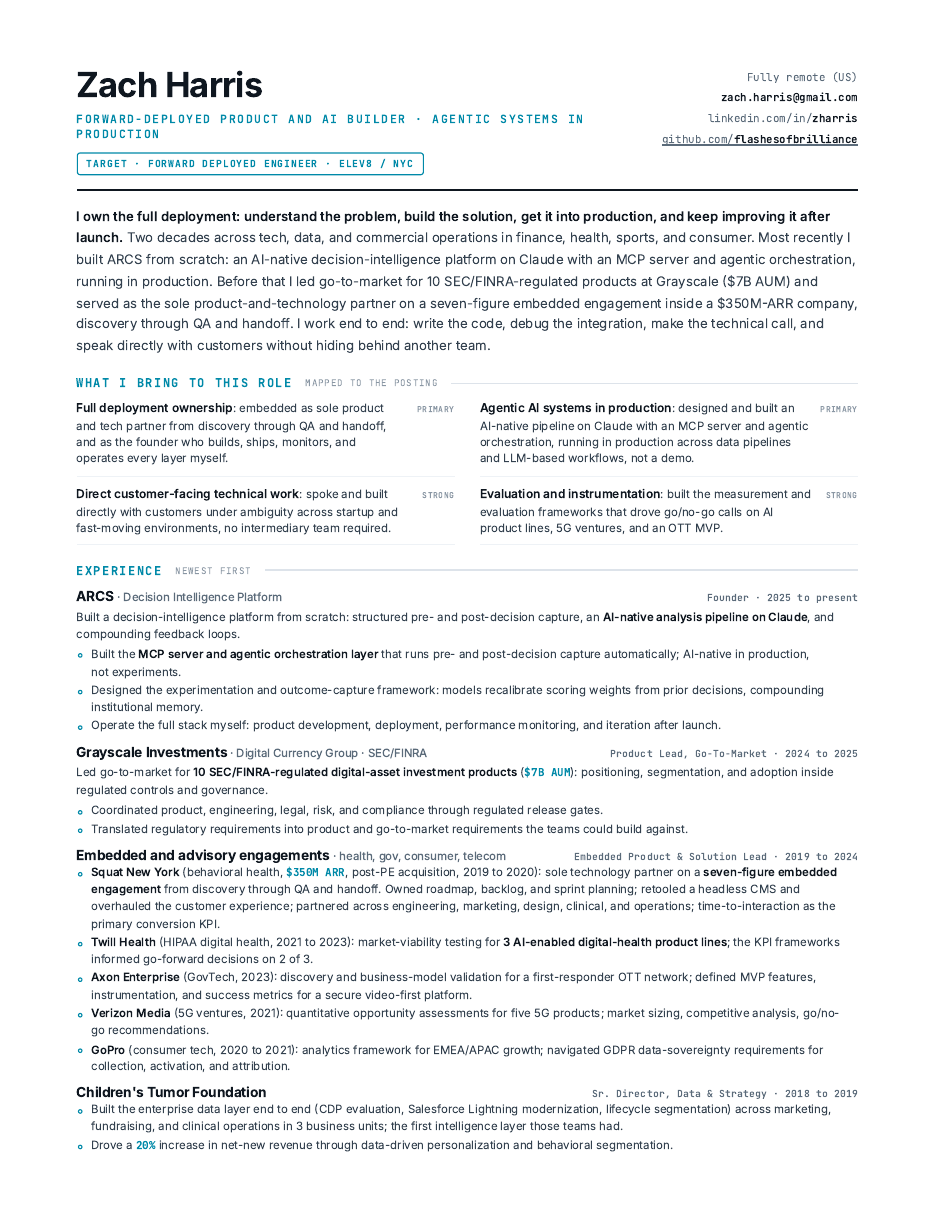 Zach Harris
Fully remote (US)
zach.harris@gmail.com
linkedin.com/in/zharris
github.com/flashesofbrilliance
FORWARD-DEPLOYED PRODUCT AND AI BUILDER · AGENTIC SYSTEMS IN
PRODUCTION
TARGET · FORWARD DEPLOYED ENGINEER · ELEV8 / NYC
I own the full deployment: understand the problem, build the solution, get it into production, and keep improving it after
launch. Two decades across tech, data, and commercial operations in finance, health, sports, and consumer. Most recently I
built ARCS from scratch: an AI-native decision-intelligence platform on Claude with an MCP server and agentic orchestration,
running in production. Before that I led go-to-market for 10 SEC/FINRA-regulated products at Grayscale ($7B AUM) and
served as the sole product-and-technology partner on a seven-figure embedded engagement inside a $350M-ARR company,
discovery through QA and handoff. I work end to end: write the code, debug the integration, make the technical call, and
speak directly with customers without hiding behind another team.
WHAT I BRING TO THIS ROLE MAPPED TO THE POSTING
Full deployment ownership: embedded as sole product PRIMARY
and tech partner from discovery through QA and handoff,
and as the founder who builds, ships, monitors, and
operates every layer myself.
Agentic AI systems in production: designed and built an PRIMARY
AI-native pipeline on Claude with an MCP server and agentic
orchestration, running in production across data pipelines
and LLM-based workflows, not a demo.
Direct customer-facing technical work: spoke and built STRONG
directly with customers under ambiguity across startup and
fast-moving environments, no intermediary team required.
Evaluation and instrumentation: built the measurement and STRONG
evaluation frameworks that drove go/no-go calls on AI
product lines, 5G ventures, and an OTT MVP.
EXPERIENCE NEWEST FIRST
ARCS · Decision Intelligence Platform Founder · 2025 to present
Built a decision-intelligence platform from scratch: structured pre- and post-decision capture, an AI-native analysis pipeline on Claude, and
compounding feedback loops.
Built the MCP server and agentic orchestration layer that runs pre- and post-decision capture automatically; AI-native in production,
not experiments.
Designed the experimentation and outcome-capture framework: models recalibrate scoring weights from prior decisions, compounding
institutional memory.
Operate the full stack myself: product development, deployment, performance monitoring, and iteration after launch.
Grayscale Investments · Digital Currency Group · SEC/FINRA Product Lead, Go-To-Market · 2024 to 2025
Led go-to-market for 10 SEC/FINRA-regulated digital-asset investment products ($7B AUM): positioning, segmentation, and adoption inside
regulated controls and governance.
Coordinated product, engineering, legal, risk, and compliance through regulated release gates.
Translated regulatory requirements into product and go-to-market requirements the teams could build against.
Embedded and advisory engagements · health, gov, consumer, telecom Embedded Product & Solution Lead · 2019 to 2024
Squat New York (behavioral health, $350M ARR, post-PE acquisition, 2019 to 2020): sole technology partner on a seven-figure embedded
engagement from discovery through QA and handoff. Owned roadmap, backlog, and sprint planning; retooled a headless CMS and
overhauled the customer experience; partnered across engineering, marketing, design, clinical, and operations; time-to-interaction as the
primary conversion KPI.
Twill Health (HIPAA digital health, 2021 to 2023): market-viability testing for 3 AI-enabled digital-health product lines; the KPI frameworks
informed go-forward decisions on 2 of 3.
Axon Enterprise (GovTech, 2023): discovery and business-model validation for a first-responder OTT network; defined MVP features,
instrumentation, and success metrics for a secure video-first platform.
Verizon Media (5G ventures, 2021): quantitative opportunity assessments for five 5G products; market sizing, competitive analysis, go/no-
go recommendations.
GoPro (consumer tech, 2020 to 2021): analytics framework for EMEA/APAC growth; navigated GDPR data-sovereignty requirements for
collection, activation, and attribution.
Children's Tumor Foundation Sr. Director, Data & Strategy · 2018 to 2019
Built the enterprise data layer end to end (CDP evaluation, Salesforce Lightning modernization, lifecycle segmentation) across marketing,
fundraising, and clinical operations in 3 business units; the first intelligence layer those teams had.
Drove a 20% increase in net-new revenue through data-driven personalization and behavioral segmentation.